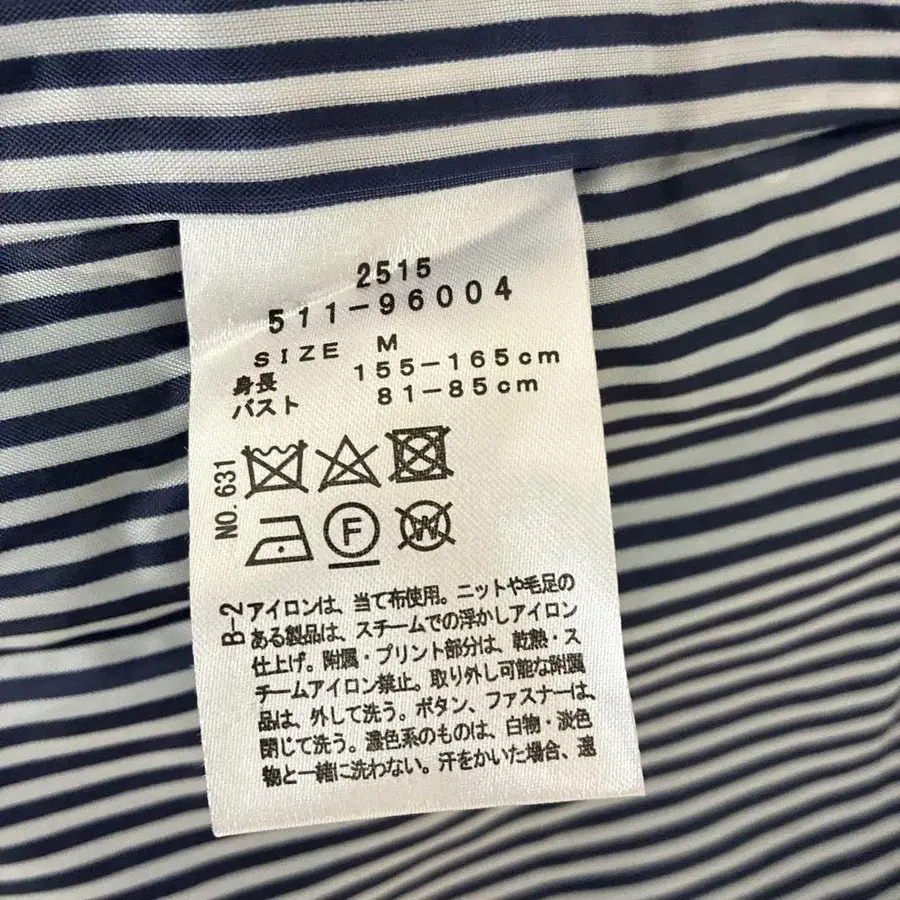 2515
511-96004
SIZE M
身長 155-165cm
バスト 81-85cm
NO. 631
F
W
B-2
アイロンは、当て布使用。ニットや毛足の
ある製品は、スチームでの浮かしアイロン
仕上げ。附属・プリント部分は、乾熱・ス
チームアイロン禁止。取り外し可能な附属
品は、外して洗う。ボタン、ファスナーは、
閉じて洗う。濃色系のものは、白物・淡色
物と一緒に洗わない。汗をかいた場合、速